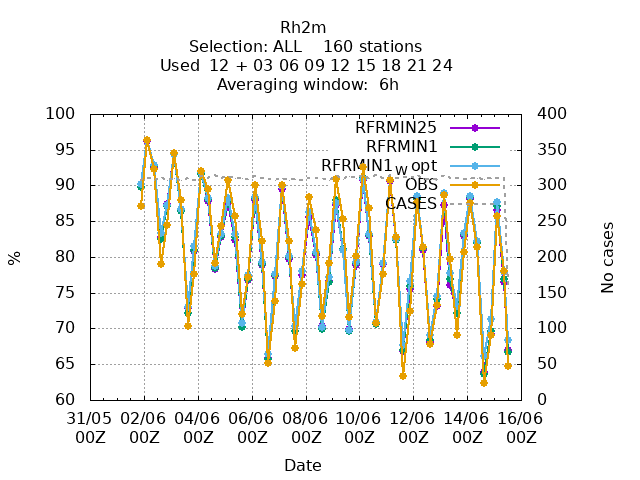 Rh2m
Selection: ALL 160 stations
Used 12 + 03 06 09 12 15 18 21 24
Averaging window: 6h
100 400
RFRMIN25
95 350
RFRMIN1
RFRMIN1w opt
90 300
OBS
CASES
85 250
80 200
75 150
70 100
65 50
60 0
%
No cases
31/05 02/06 04/06 06/06 08/06 10/06 12/06 14/06 16/06
00Z 00Z 00Z 00Z 00Z 00Z 00Z 00Z 00Z
Date